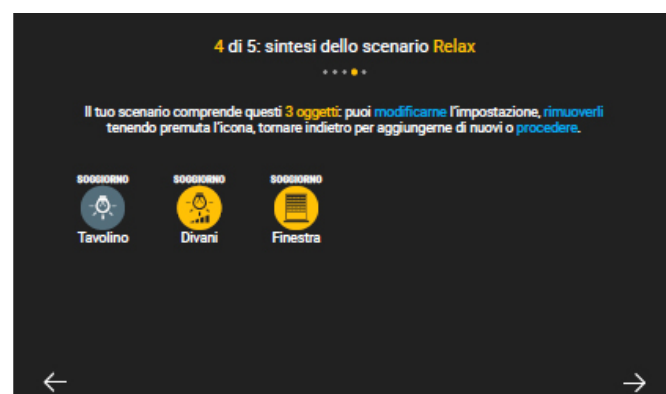 4 di 5: sintesi dello scenario Relax
Il tuo scenario comprende questi 3 oggetti: puoi modificarne l'impostazione, rimuoverli
tenendo premuta l'icona, tornare indietro per aggiungerne di nuovi o procedere.
SOGGIORNO SOGGIORNO SOGGIORNO
Tavolino Divani Finestra